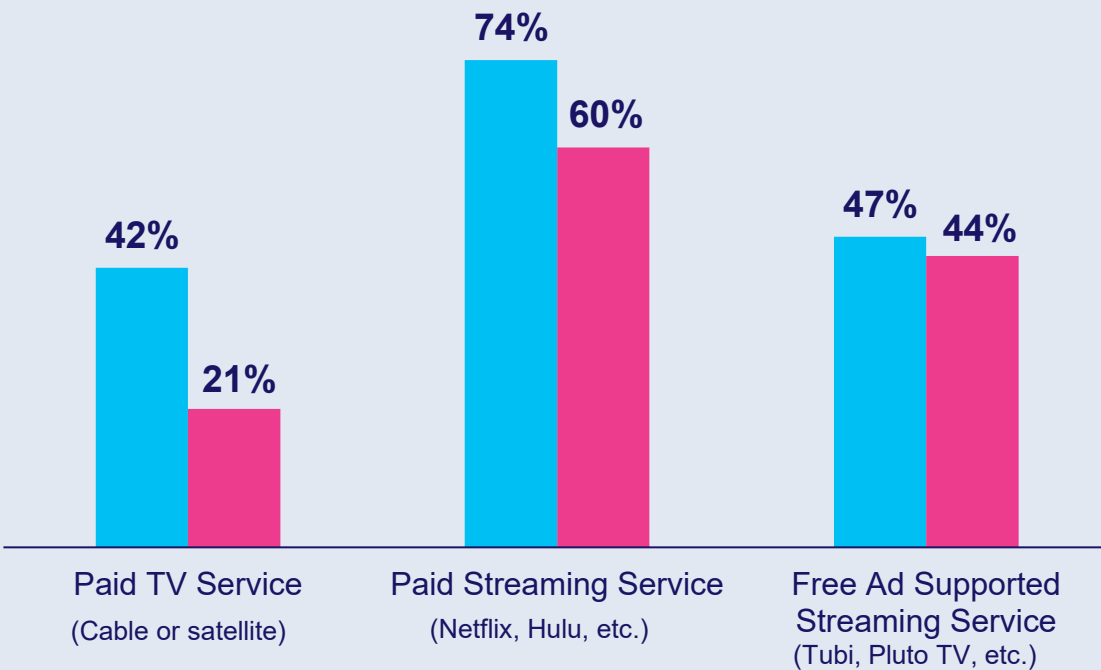 74%
60%
47%
44%
42%
21%
Paid TV Service
(Cable or satellite)
Paid Streaming Service
(Netflix, Hulu, etc.)
Free Ad Supported
Streaming Service
(Tubi, Pluto TV, etc.)